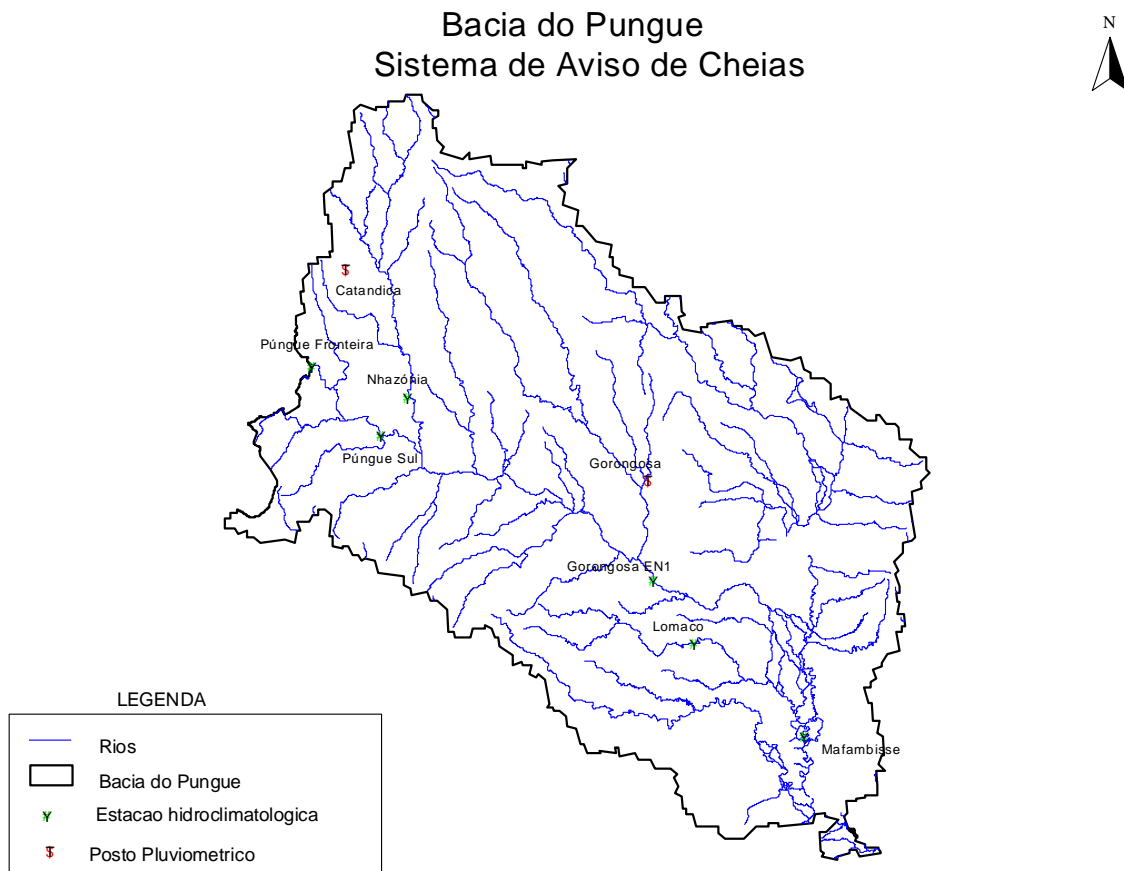 Bacia do Pungue
Sistema de Aviso de Cheias
N
Catandica
Púngue Fronteira
Nhazónia
Púngue Sul
Gorongosa
Gorongosa EN1
Lomaco
Mafambisse
LEGENDA
Rios
Bacia do Pungue
Estacao hidroclimatologica
Posto Pluviometrico